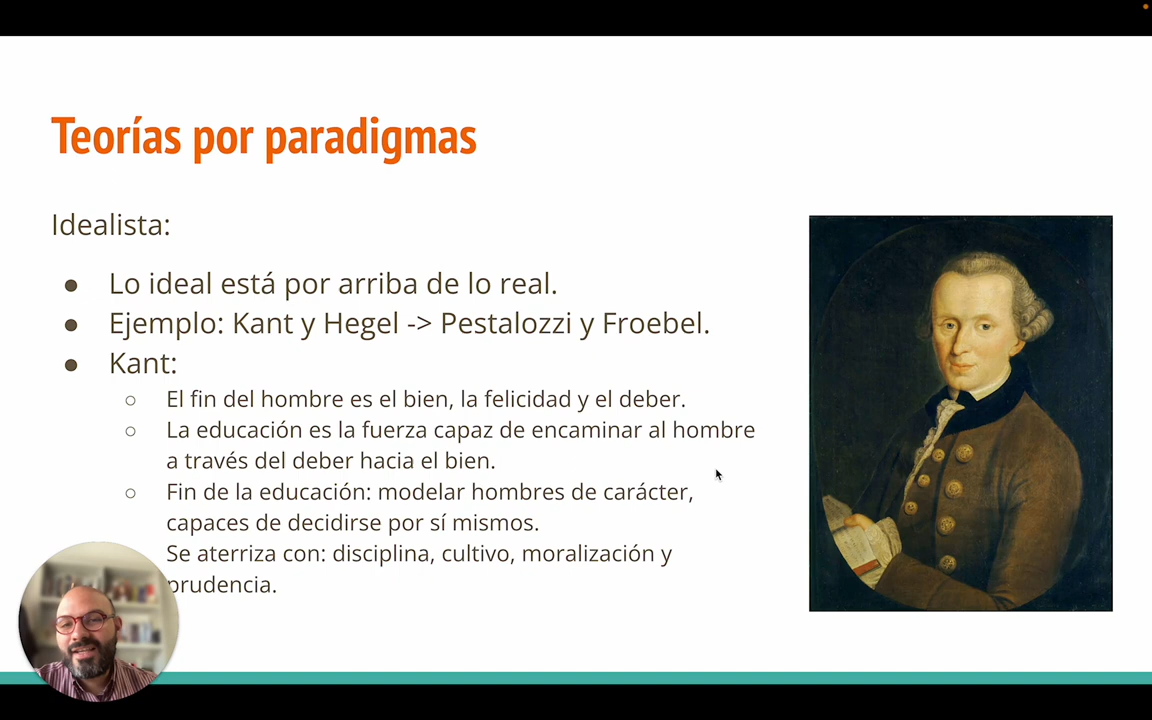 Teorías por paradigmas
Idealista:
● Lo ideal está por arriba de lo real.
● Ejemplo: Kant y Hegel -> Pestalozzi y Froebel.
● Kant:
○ El fin del hombre es el bien, la felicidad y el deber.
○ La educación es la fuerza capaz de encaminar al hombre
a través del deber hacia el bien.
○ Fin de la educación: modelar hombres de carácter,
capaces de decidirse por sí mismos.
Se aterriza con: disciplina, cultivo, moralización y
prudencia.